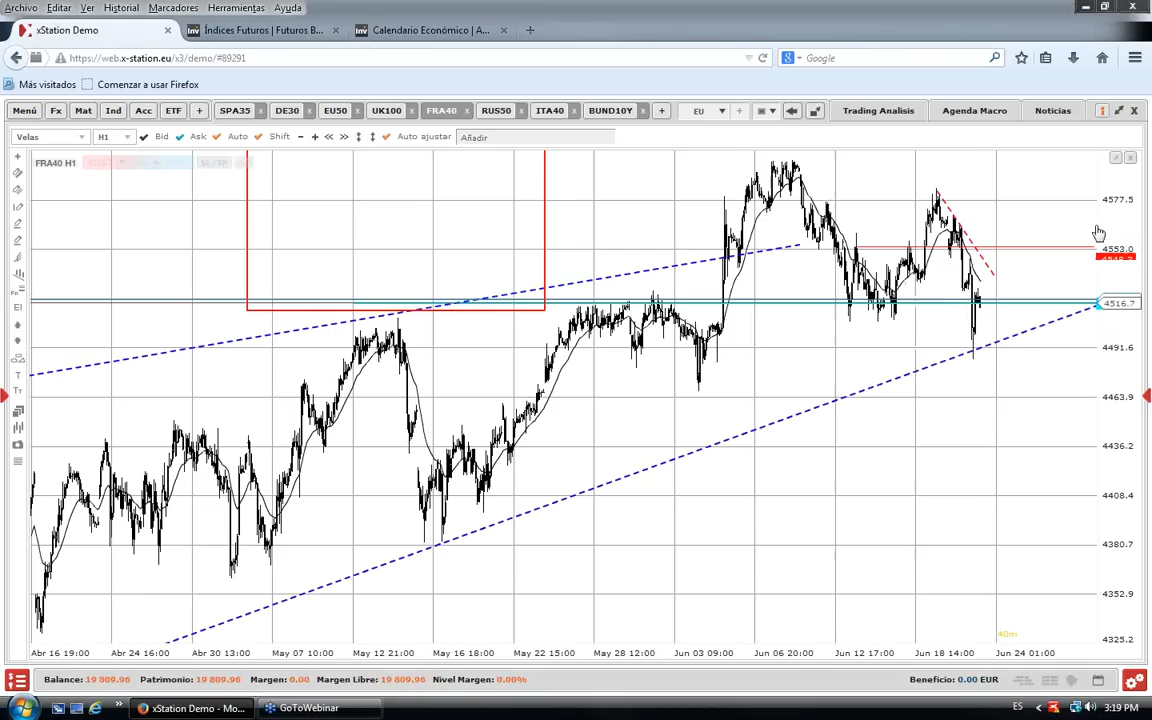 Archivo Editar Ver Historial Marcadores Herramientas Ayuda
xStation Demo × Índices Futuros | Futuros B... × Calendario Económico | A... × +
https://web.x-station.eu/x3/demo/#89291 Google
Más visitados Comenzar a usar Firefox
Menú Fx Mat Ind Acc ETF + SPA35 x DE30 x EU50 x UK100 x FRA40 x RUS50 x ITA40 x BUND10Y x + EU Trading Analisis Agenda Macro Noticias
Velas H1 Bid Ask Auto Shift Auto ajustar Añadir
FRA40 H1 SL/TP
4577.5
4553.0
4516.7
4491.6
4463.9
4436.2
4408.4
4380.7
4352.9
4325.2
40m
Apr 16 19:00 Apr 24 16:00 Apr 30 13:00 May 07 10:00 May 12 21:00 May 16 18:00 May 22 15:00 May 28 12:00 Jun 03 09:00 Jun 06 20:00 Jun 12 17:00 Jun 18 14:00 Jun 24 01:00
Balance: 19 809.96 Patrimonio: 19 809.96 Margen: 0.00 Margen Libre: 19 809.96 Nivel Margen: 0.00% Beneficio: 0.00 EUR
xStation Demo - Mo... GoToWebinar ES 3:19 PM